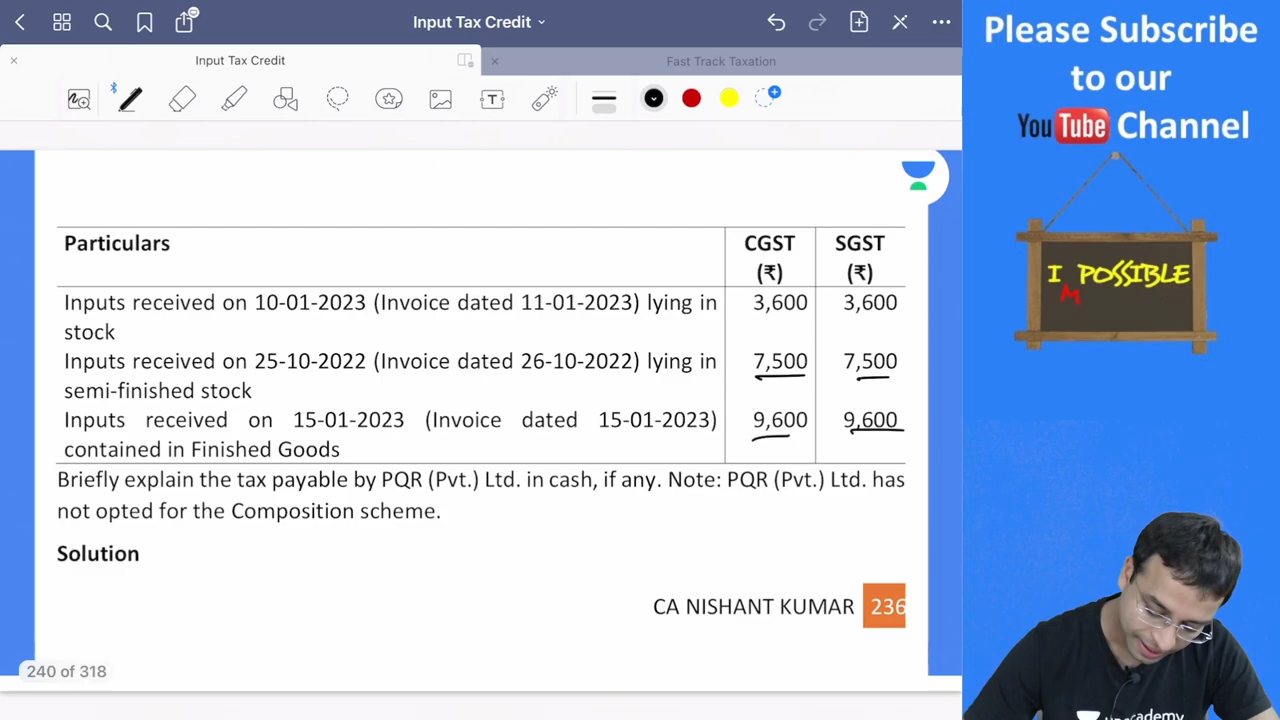 Input Tax Credit
Please Subscribe
to our
YouTube Channel
Input Tax Credit
Fast Track Taxation
I POSSIBLE
M
Particulars CGST (₹) SGST (₹)
Inputs received on 10-01-2023 (Invoice dated 11-01-2023) lying in 3,600 3,600
stock
Inputs received on 25-10-2022 (Invoice dated 26-10-2022) lying in 7,500 7,500
semi-finished stock
Inputs received on 15-01-2023 (Invoice dated 15-01-2023) 9,600 9,600
contained in Finished Goods
Briefly explain the tax payable by PQR (Pvt.) Ltd. in cash, if any. Note: PQR (Pvt.) Ltd. has
not opted for the Composition scheme.
Solution
CA NISHANT KUMAR 236
240 of 318